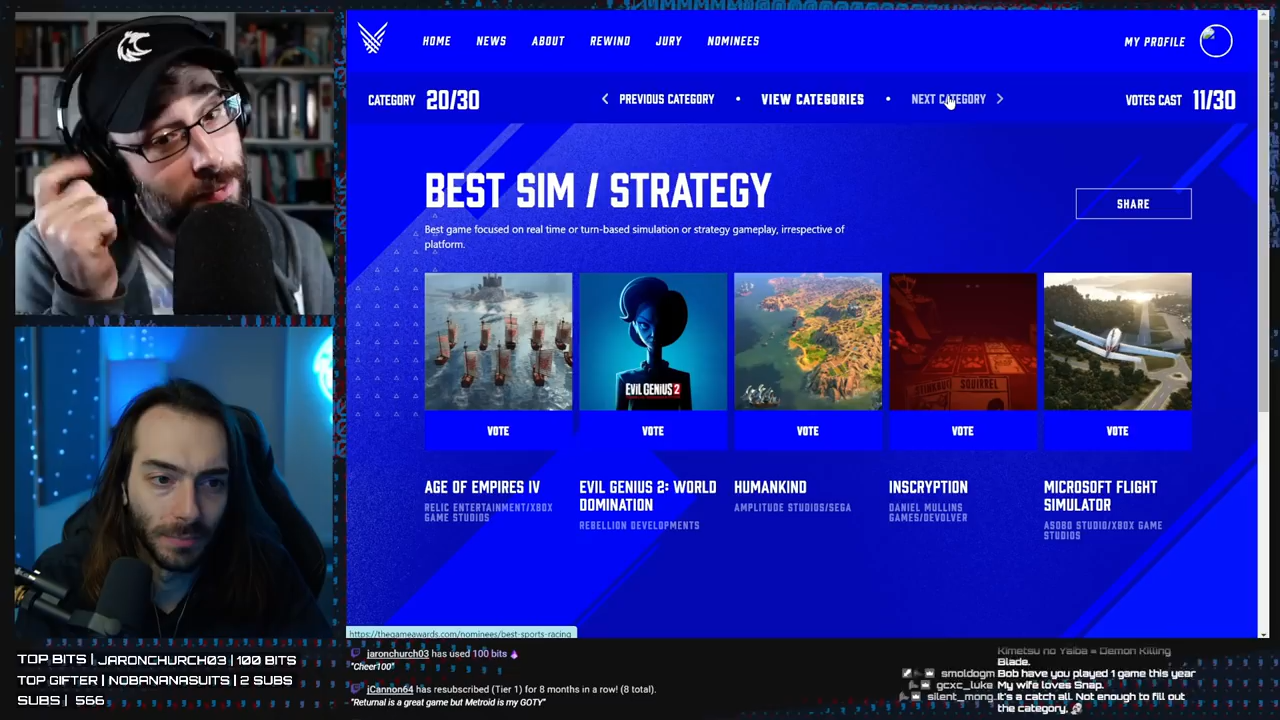 HOME
NEWS
ABOUT
REWIND
JURY
NOMINEES
MY PROFILE
CATEGORY 20/30
PREVIOUS CATEGORY
VIEW CATEGORIES
NEXT CATEGORY
VOTES CAST 11/30
BEST SIM / STRATEGY
Best game focused on real time or turn-based simulation or strategy gameplay, irrespective of
platform.
SHARE
EVIL GENIUS 2
SQUIRREL
VOTE
VOTE
VOTE
VOTE
VOTE
AGE OF EMPIRES IV
RELIC ENTERTAINMENT/XBOX
GAME STUDIOS
EVIL GENIUS 2: WORLD
DOMINATION
REBELLION DEVELOPMENTS
HUMANKIND
AMPLITUDE STUDIOS/SEGA
INSCRYPTION
DANIEL MULLINS
GAMES/DEVOLVER
MICROSOFT FLIGHT
SIMULATOR
ASOBO STUDIO/XBOX GAME
STUDIOS
https://thegameawards.com/nominees/best-sports-racing
TOP BITS | JARONCHURCH03 | 100 BITS
TOP GIFTER | NOBANANASUITS | 2 SUBS
SUBS | 566
jaronchurch03 has used 100 bits
"Cheer100"
jCannon64 has resubscribed (Tier 1) for 8 months in a row! (8 total).
"Returnal is a great game but Metroid is my GOTY"
Kimetsu no Yaiba = Demon Killing
Blade.
smoldogm Bob have you played 1 game this year
gcxc_luke My wife loves Snap.
silent_mono It's a catch all. Not enough to fill out
the category.